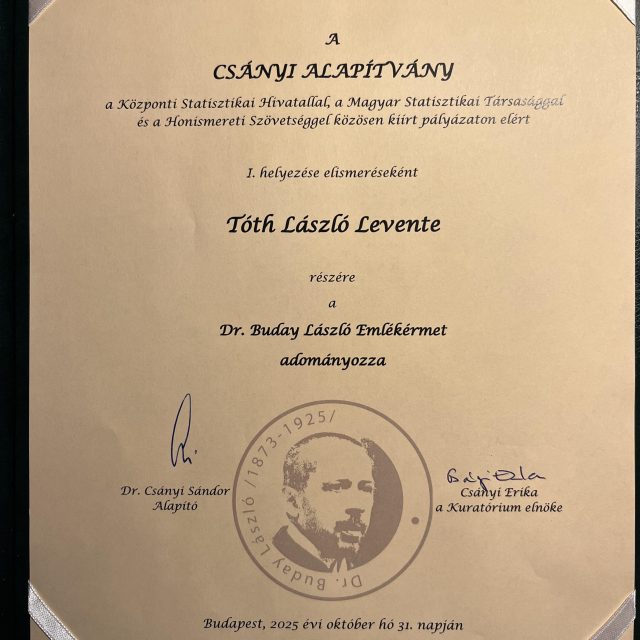 A
CSÁNYI ALAPÍTVÁNY
a Központi Statisztikai Hivatallal, a Magyar Statisztikai Társasággal
és a Honismereti Szövetséggel közösen kiírt pályázaton elért
I. helyezése elismeréseként
Tóth László Levente
részére
a
Dr. Buday László Emlékérmet
adományozza
Dr. Buday László /1873-1925/
Dr. Csányi Sándor
Alapító
Csányi Erika
a Kuratórium elnöke
Budapest, 2025 évi október hó 31. napján